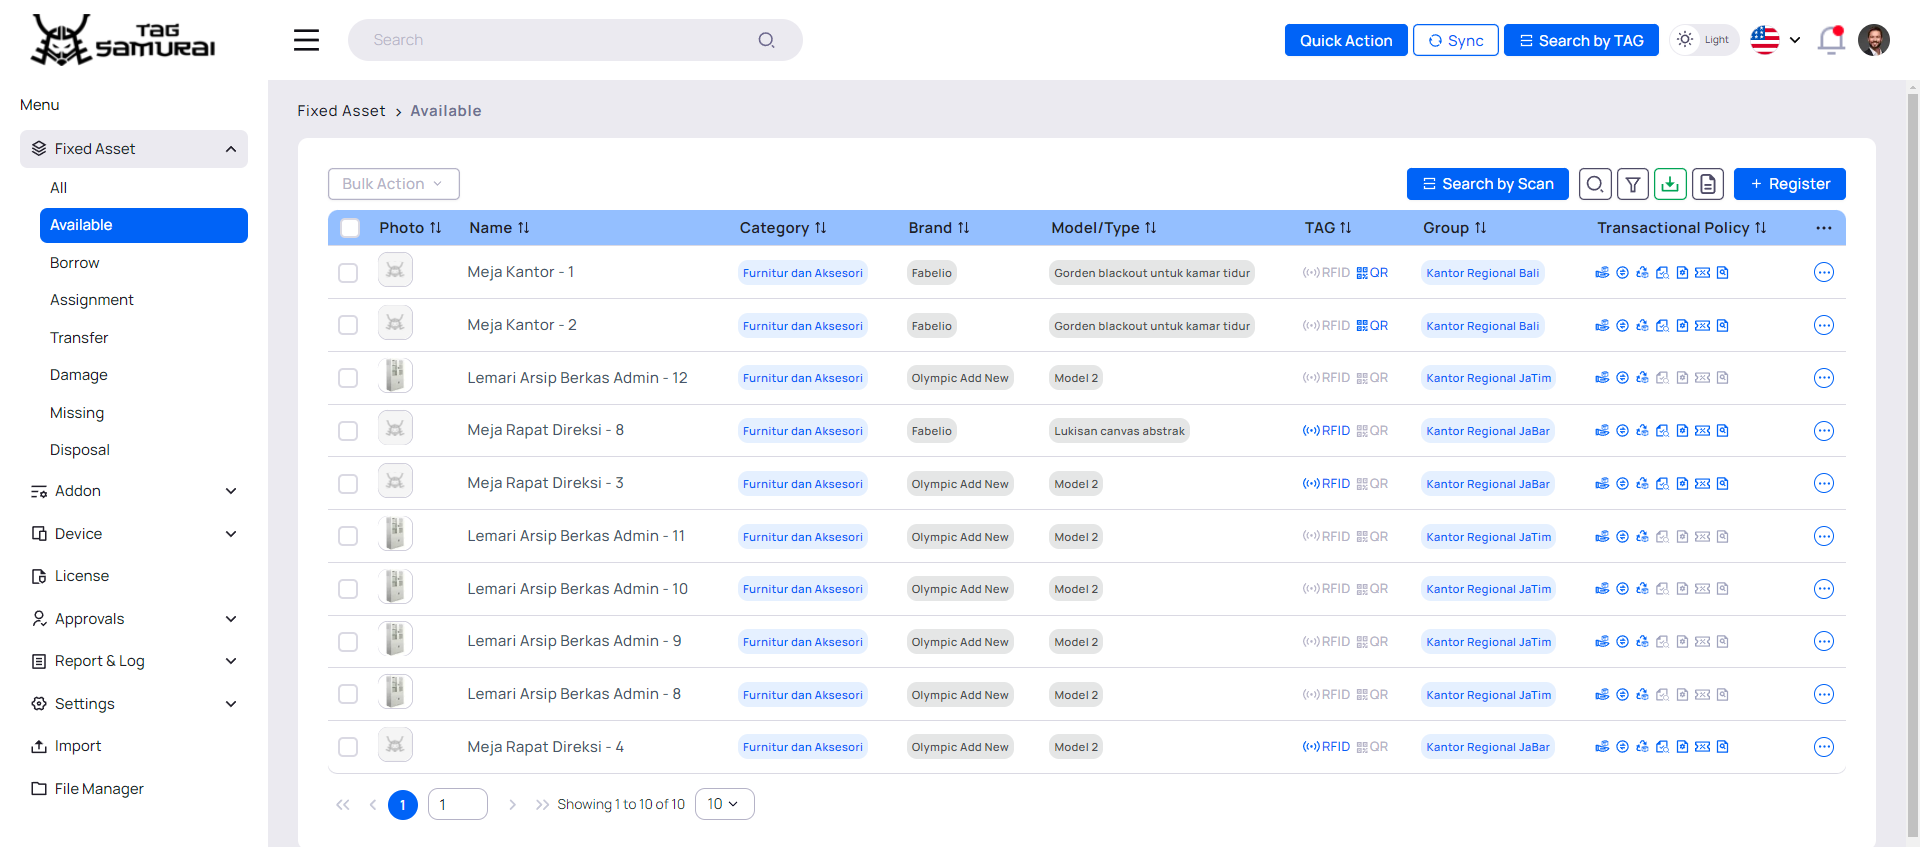 TAG SAMURAI
Search
Quick Action
Sync
Search by TAG
Light
Menu
Fixed Asset
All
Available
Borrow
Assignment
Transfer
Damage
Missing
Disposal
Addon
Device
License
Approvals
Report & Log
Settings
Import
File Manager
Fixed Asset > Available
Bulk Action
Search by Scan
+ Register
Photo Name Category Brand Model/Type TAG Group Transactional Policy ...
Meja Kantor - 1 Furnitur dan Aksesori Fabelio Gorden blackout untuk kamar tidur RFID QR Kantor Regional Bali
Meja Kantor - 2 Furnitur dan Aksesori Fabelio Gorden blackout untuk kamar tidur RFID QR Kantor Regional Bali
Lemari Arsip Berkas Admin - 12 Furnitur dan Aksesori Olympic Add New Model 2 RFID QR Kantor Regional JaTim
Meja Rapat Direksi - 8 Furnitur dan Aksesori Fabelio Lukisan canvas abstrak RFID QR Kantor Regional JaBar
Meja Rapat Direksi - 3 Furnitur dan Aksesori Olympic Add New Model 2 RFID QR Kantor Regional JaBar
Lemari Arsip Berkas Admin - 11 Furnitur dan Aksesori Olympic Add New Model 2 RFID QR Kantor Regional JaTim
Lemari Arsip Berkas Admin - 10 Furnitur dan Aksesori Olympic Add New Model 2 RFID QR Kantor Regional JaTim
Lemari Arsip Berkas Admin - 9 Furnitur dan Aksesori Olympic Add New Model 2 RFID QR Kantor Regional JaTim
Lemari Arsip Berkas Admin - 8 Furnitur dan Aksesori Olympic Add New Model 2 RFID QR Kantor Regional JaTim
Meja Rapat Direksi - 4 Furnitur dan Aksesori Olympic Add New Model 2 RFID QR Kantor Regional JaBar
1 1 Showing 1 to 10 of 10 10